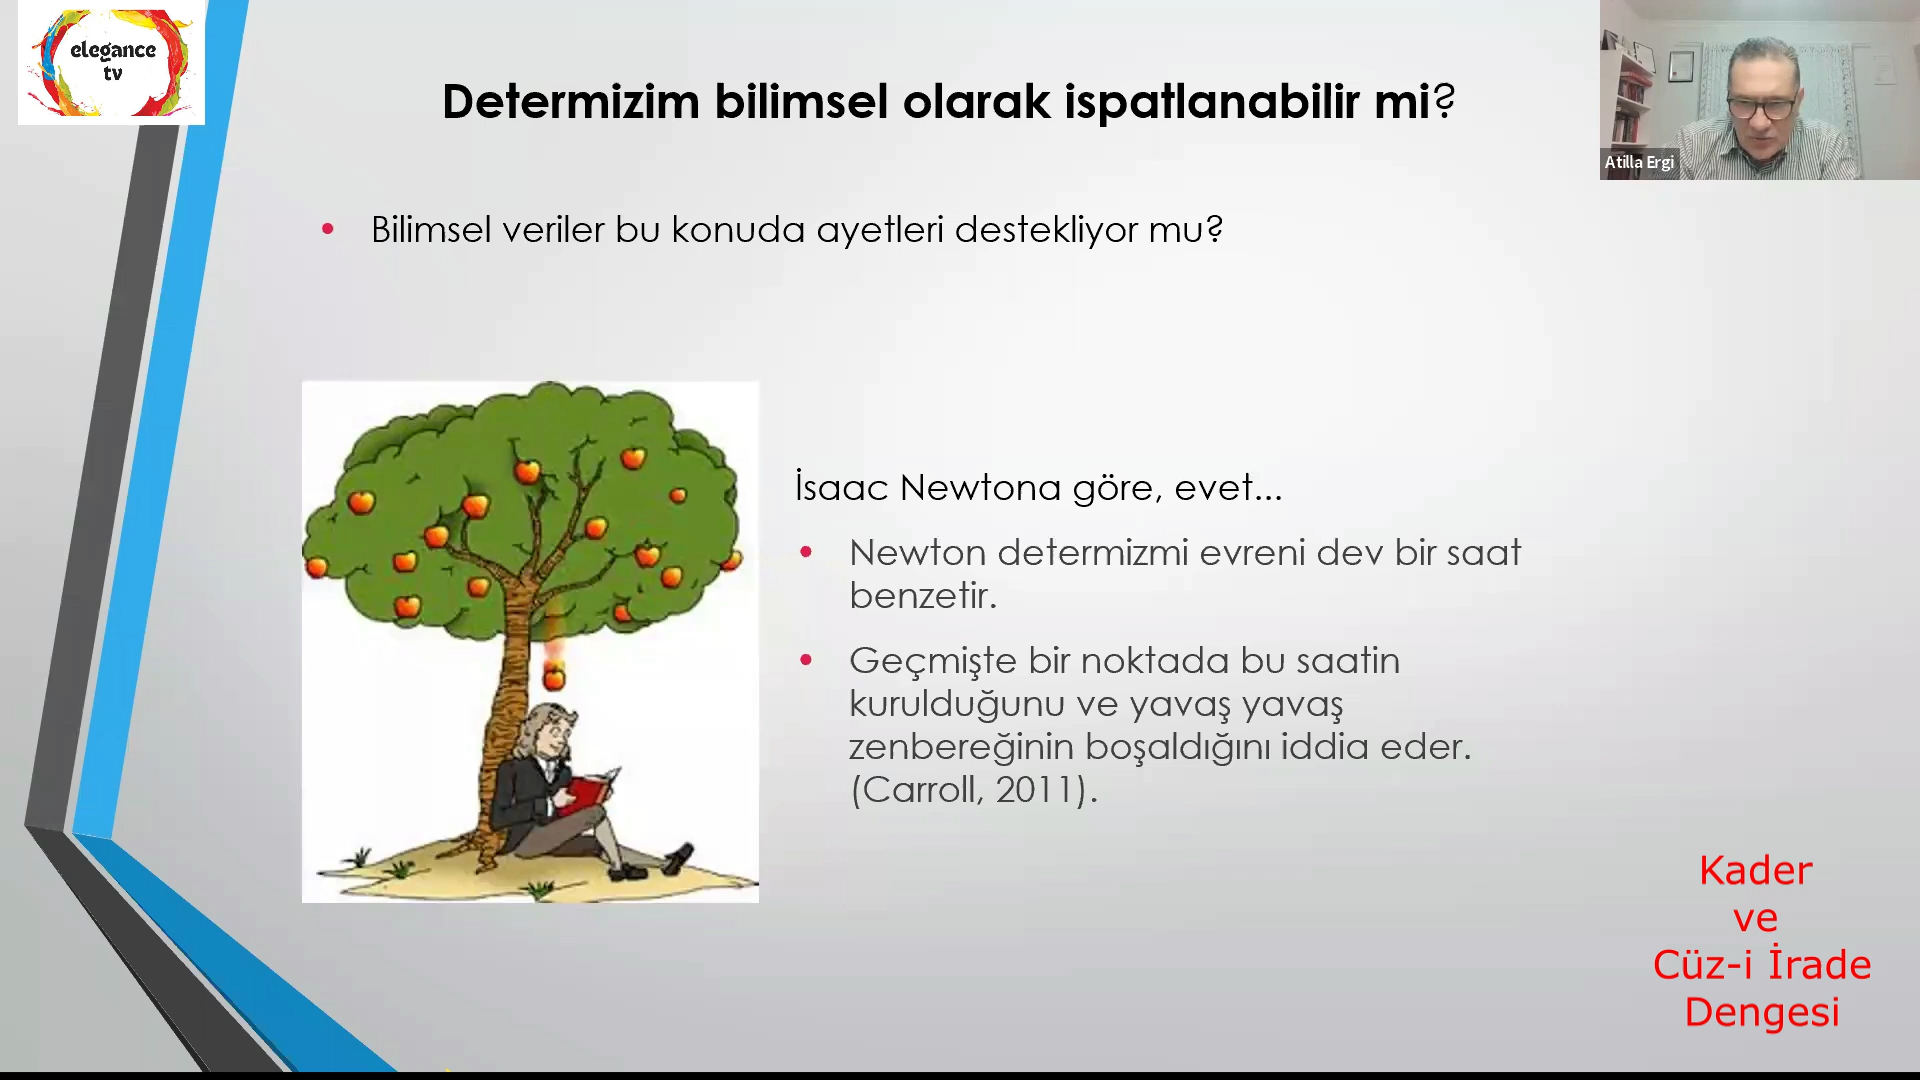 elegance
tv
Determizim bilimsel olarak ispatlanabilir mi?
Atilla Ergi
• Bilimsel veriler bu konuda ayetleri destekliyor mu?
İsaac Newtona göre, evet...
• Newton determizmi evreni dev bir saat
benzetir.
• Geçmişte bir noktada bu saatin
kurulduğunu ve yavaş yavaş
zenbereğinin boşaldığını iddia eder.
(Carroll, 2011).
Kader
ve
Cüz-i İrade
Dengesi